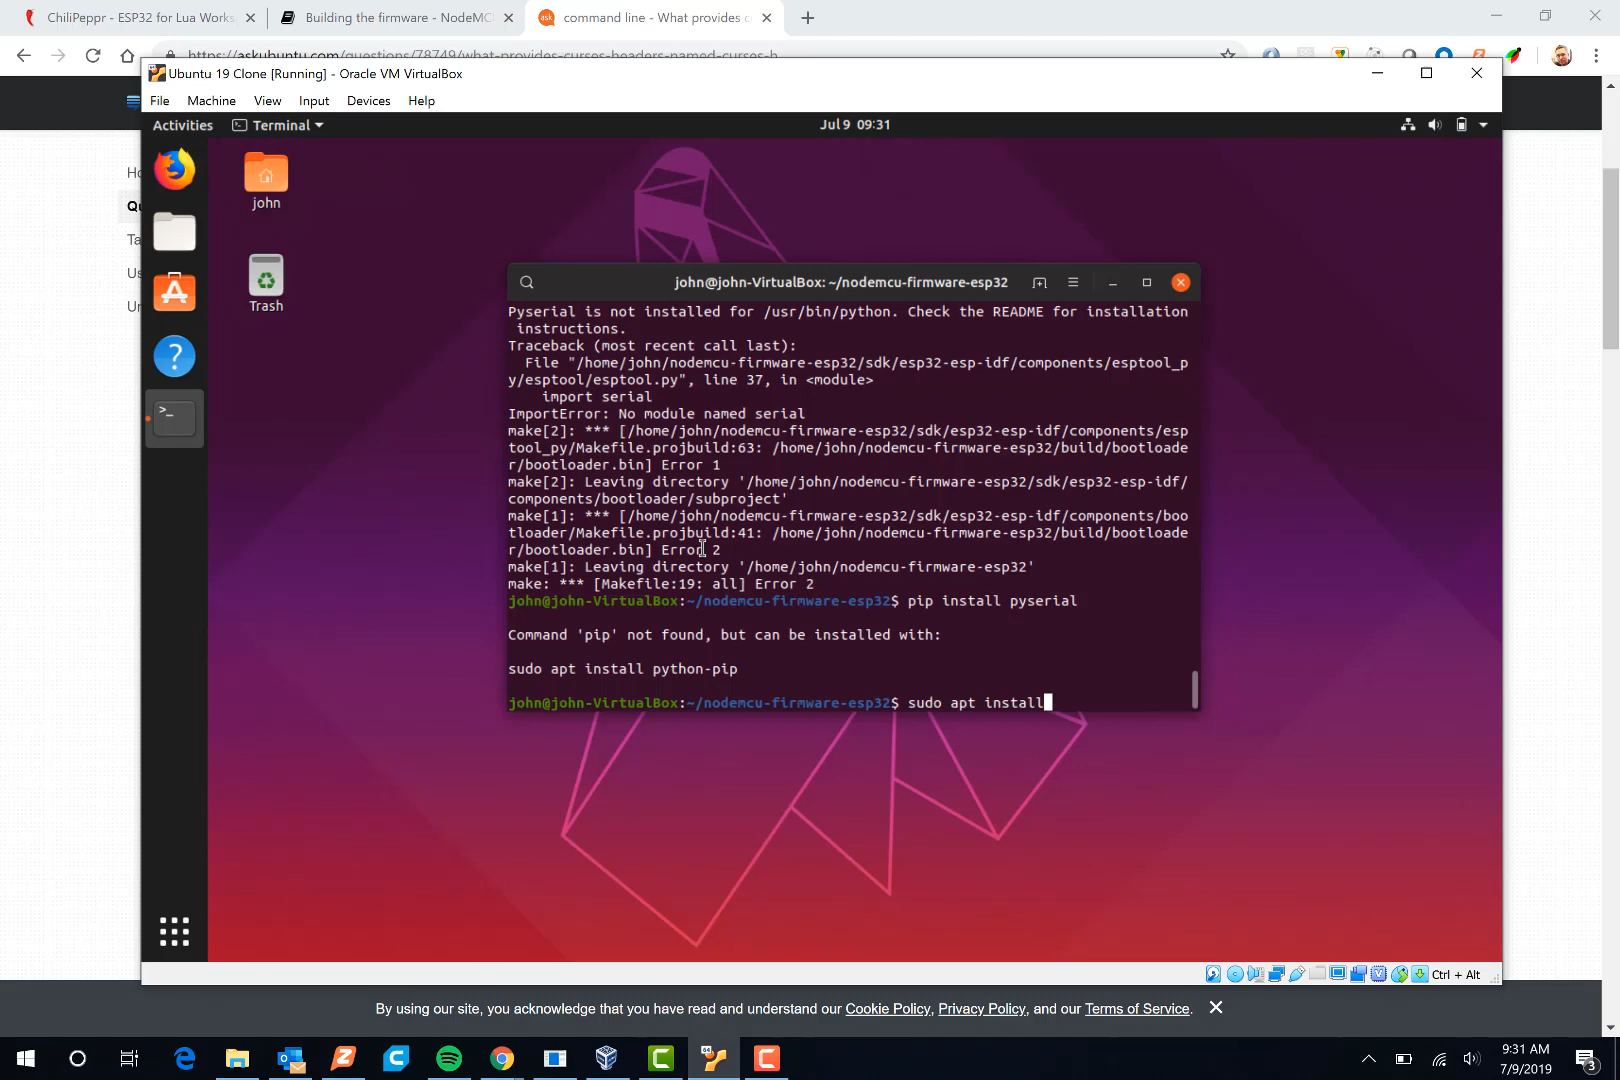 ChiliPeppr - ESP32 for Lua Works
Building the firmware - NodeMC
command line - What provides c
https://askubuntu.com/questions/78749/what-provides-curses-headers-named-curses-h
Ubuntu 19 Clone [Running] - Oracle VM VirtualBox
File Machine View Input Devices Help
Activities Terminal Jul 9 09:31
john
Trash
john@john-VirtualBox: ~/nodemcu-firmware-esp32
Pyserial is not installed for /usr/bin/python. Check the README for installation
instructions.
Traceback (most recent call last):
File "/home/john/nodemcu-firmware-esp32/sdk/esp32-esp-idf/components/esptool_p
y/esptool/esptool.py", line 37, in <module>
import serial
ImportError: No module named serial
make[2]: *** [/home/john/nodemcu-firmware-esp32/sdk/esp32-esp-idf/components/esp
tool_py/Makefile.projbuild:63: /home/john/nodemcu-firmware-esp32/build/bootloade
r/bootloader.bin] Error 1
make[2]: Leaving directory '/home/john/nodemcu-firmware-esp32/sdk/esp32-esp-idf/
components/bootloader/subproject'
make[1]: *** [/home/john/nodemcu-firmware-esp32/sdk/esp32-esp-idf/components/boo
tloader/Makefile.projbuild:41: /home/john/nodemcu-firmware-esp32/build/bootloade
r/bootloader.bin] Error 2
make[1]: Leaving directory '/home/john/nodemcu-firmware-esp32'
make: *** [Makefile:19: all] Error 2
john@john-VirtualBox:~/nodemcu-firmware-esp32$ pip install pyserial
Command 'pip' not found, but can be installed with:
sudo apt install python-pip
john@john-VirtualBox:~/nodemcu-firmware-esp32$ sudo apt install
Ctrl + Alt
By using our site, you acknowledge that you have read and understand our Cookie Policy, Privacy Policy, and our Terms of Service.
9:31 AM
7/9/2019
3